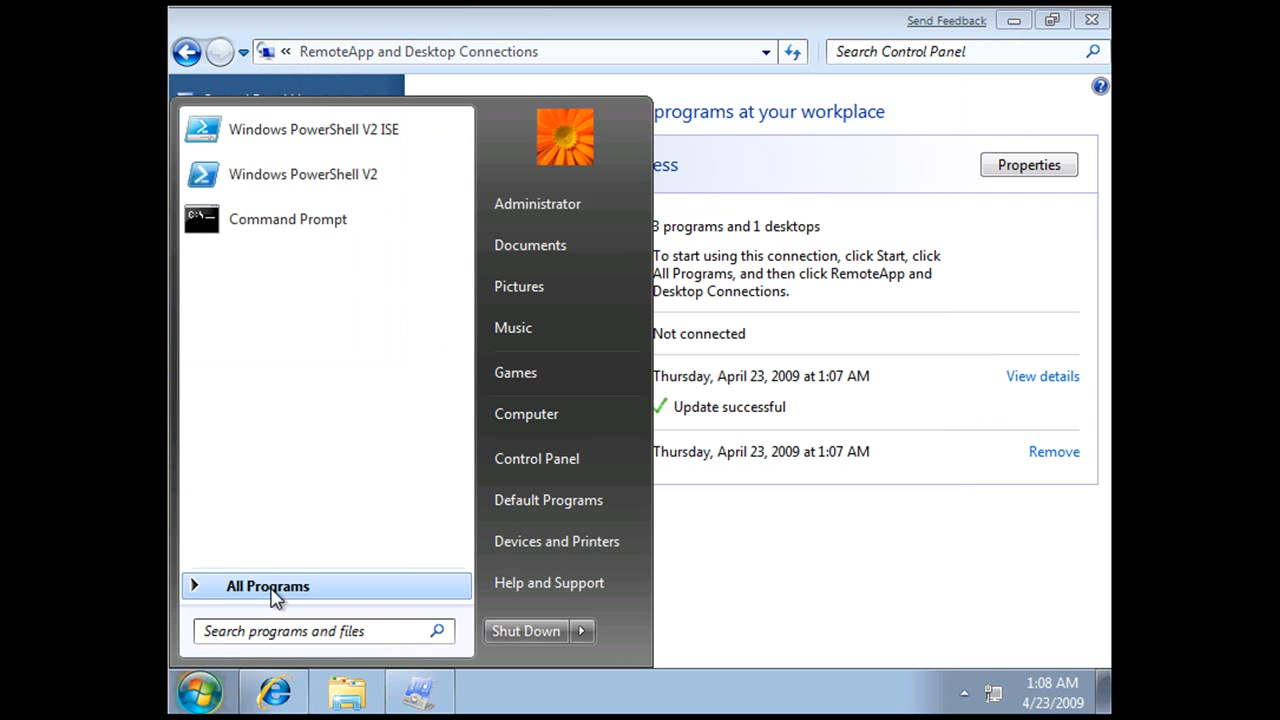 Send Feedback
RemoteApp and Desktop Connections
Search Control Panel
programs at your workplace
Windows PowerShell V2 ISE
Windows PowerShell V2
Command Prompt
All Programs
Search programs and files
Administrator
Documents
Pictures
Music
Games
Computer
Control Panel
Default Programs
Devices and Printers
Help and Support
Shut Down
ess
Properties
3 programs and 1 desktops
To start using this connection, click Start, click
All Programs, and then click RemoteApp and
Desktop Connections.
Not connected
Thursday, April 23, 2009 at 1:07 AM
View details
Update successful
Thursday, April 23, 2009 at 1:07 AM
Remove
1:08 AM
4/23/2009